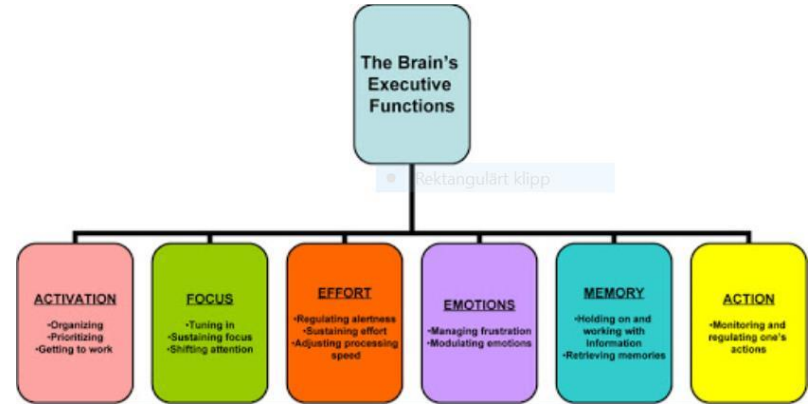 The Brain's
Executive
Functions
• Rektangulärt klipp
ACTIVATION
•Organizing
•Prioritizing
•Getting to work
FOCUS
•Tuning in
•Sustaining focus
•Shifting attention
EFFORT
•Regulating alertness
•Sustaining effort
•Adjusting processing
speed
EMOTIONS
•Managing frustration
•Modulating emotions
MEMORY
•Holding on and
working with
information
•Retrieving memories
ACTION
•Monitoring and
regulating one's
actions